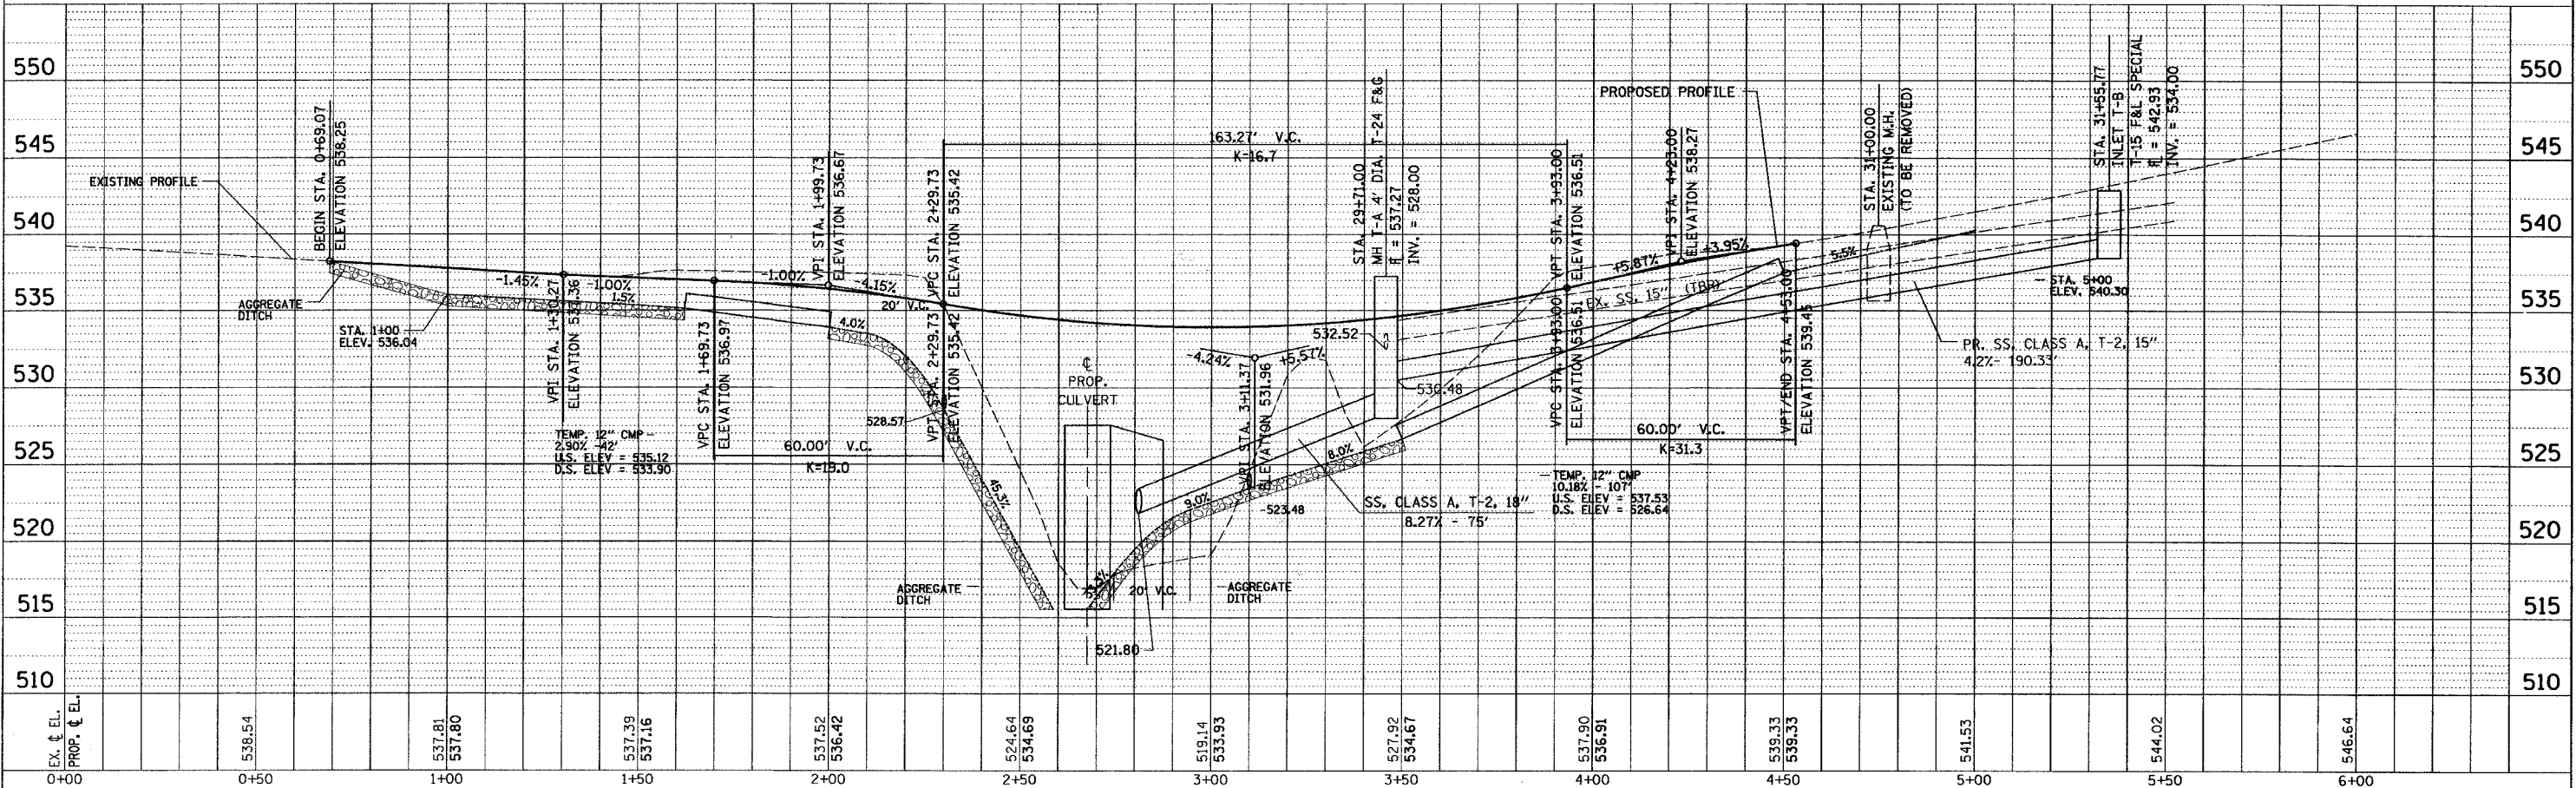 550
545
540
535
530
525
520
515
510
550
545
540
535
530
525
520
515
510
EXISTING PROFILE
BEGIN STA. 0+69.07
ELEVATION 538.25
AGGREGATE
DITCH
STA. 1+00
ELEV. 536.04
-1.45%
VPI STA. 1+30.27
ELEVATION 537.36
-1.00%
1.5%
TEMP. 12" CMP
2.90% -42'
U.S. ELEV = 535.12
D.S. ELEV = 533.90
VPC STA. 1+69.73
ELEVATION 536.97
-1.00%
VPI STA. 1+99.73
ELEVATION 536.67
-4.15%
20' V.C.
4.0%
60.00' V.C.
K=19.0
528.57
VPC STA. 2+29.73
ELEVATION 535.42
VPT STA. 2+29.73
ELEVATION 535.42
45.3%
AGGREGATE
DITCH
163.27' V.C.
K-16.7
℄
PROP.
CULVERT
20' V.C.
521.80
AGGREGATE
DITCH
-4.24%
+5.57%
VPI STA. 3+11.37
ELEVATION 531.96
9.0%
8.0%
523.48
SS, CLASS A, T-2, 18"
8.27% - 75'
STA. 29+71.00
MH T-A 4' DIA. T-24 F&G
R = 537.27
INV. = 528.00
532.52
530.48
TEMP. 12" CMP
10.18% - 107'
U.S. ELEV = 537.53
D.S. ELEV = 526.64
VPT STA. 3+93.00
ELEVATION 536.51
VPC STA. 3+93.00
ELEVATION 536.51
EX. SS, 15" (TBR)
+5.87%
VPI STA. 4+23.00
ELEVATION 538.27
+3.95%
60.00' V.C.
K=31.3
PROPOSED PROFILE
VPT/END STA. 4+53.00
ELEVATION 539.45
5.5%
STA. 31+00.00
EXISTING M.H.
(TO BE REMOVED)
STA. 5+00
ELEV. 540.30
PR. SS, CLASS A, T-2, 15"
4.2%- 190.33'
STA. 31+55.77
INLET T-B
T-15 F&L SPECIAL
FL = 542.93
INV. = 534.00
EX. ℄ EL.
PROP. ℄ EL.
538.54
537.81
537.80
537.39
537.16
537.52
536.42
524.64
534.69
519.14
533.93
527.92
534.67
537.90
536.91
539.33
539.33
541.53
544.02
546.64
0+00
0+50
1+00
1+50
2+00
2+50
3+00
3+50
4+00
4+50
5+00
5+50
6+00